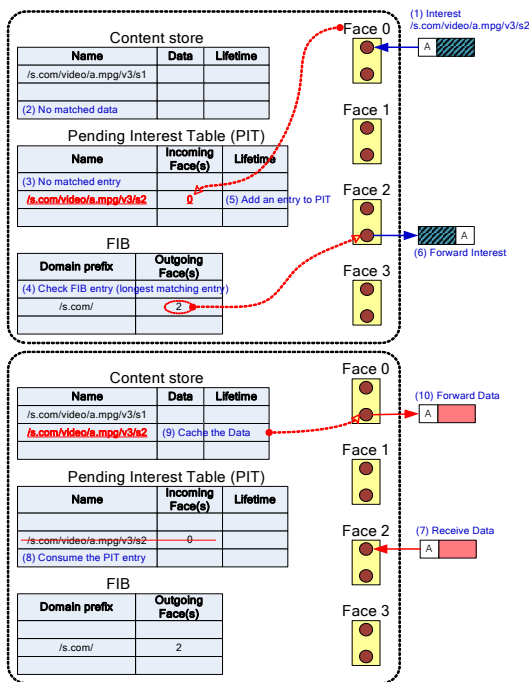 Face 0
(1) Interest
/s.com/video/a.mpg/v3/s2
A
Content store
Name Data Lifetime
/s.com/video/a.mpg/v3/s1
(2) No matched data
Face 1
Pending Interest Table (PIT)
Name Incoming Face(s) Lifetime
(3) No matched entry
/s.com/video/a.mpg/v3/s2 0 (5) Add an entry to PIT
Face 2
A
(6) Forward Interest
FIB
Domain prefix Outgoing Face(s)
(4) Check FIB entry (longest matching entry)
/s.com/ 2
Face 3
Face 0
(10) Forward Data
A
Content store
Name Data Lifetime
/s.com/video/a.mpg/v3/s1
/s.com/video/a.mpg/v3/s2 (9) Cache the Data
Face 1
Pending Interest Table (PIT)
Name Incoming Face(s) Lifetime
/s.com/video/a.mpg/v3/s2 0
(8) Consume the PIT entry
Face 2
(7) Receive Data
A
FIB
Domain prefix Outgoing Face(s)
/s.com/ 2
Face 3